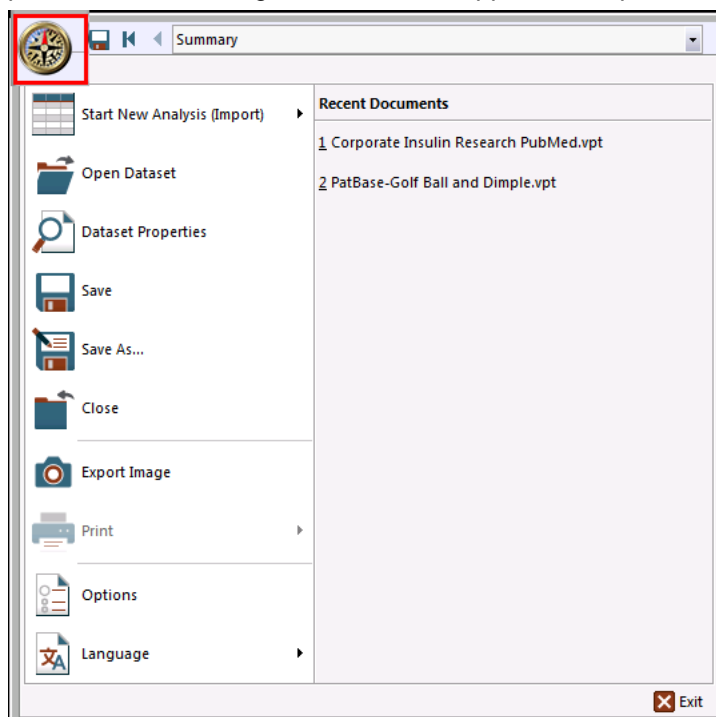 Summary
Start New Analysis (Import)
Open Dataset
Dataset Properties
Save
Save As...
Close
Export Image
Print
Options
Language
Recent Documents
1 Corporate Insulin Research PubMed.vpt
2 PatBase-Golf Ball and Dimple.vpt
Exit